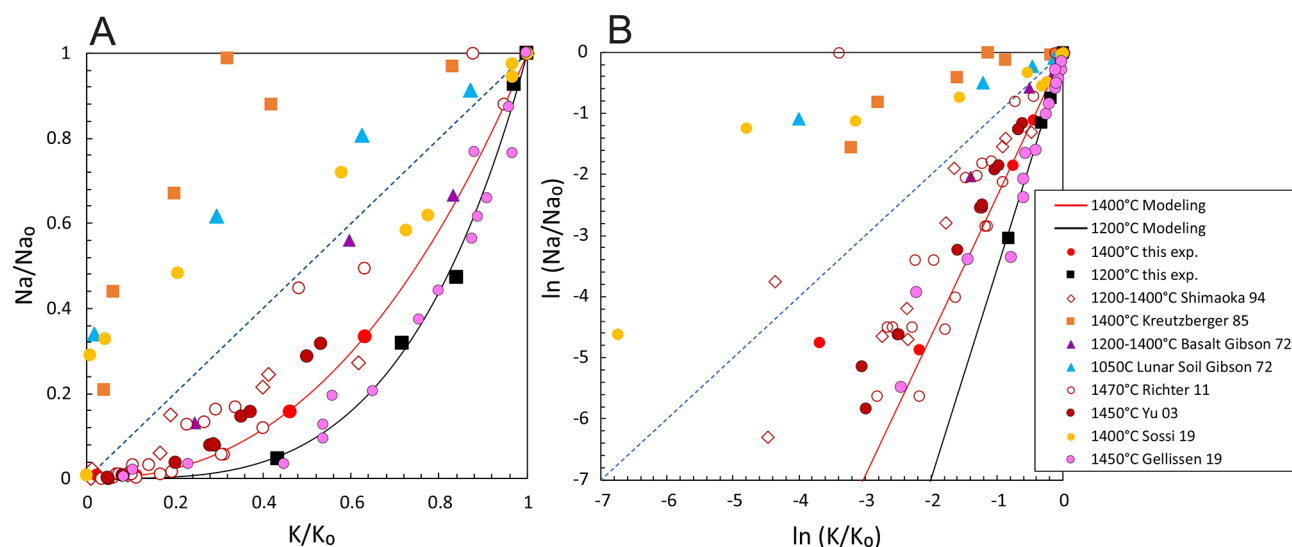 A
B
1
0.8
0.6
0.4
0.2
0
Na/Na₀
0
0.2
0.4
0.6
0.8
1
K/K₀
0
-1
-2
-3
-4
-5
-6
-7
ln (Na/Na₀)
-7
-6
-5
-4
-3
-2
-1
0
ln (K/K₀)
1400°C Modeling
1200°C Modeling
1400°C this exp.
1200°C this exp.
1200-1400°C Shimaoka 94
1400°C Kreutzberger 85
1200-1400°C Basalt Gibson 72
1050C Lunar Soil Gibson 72
1470°C Richter 11
1450°C Yu 03
1400°C Sossi 19
1450°C Gellissen 19